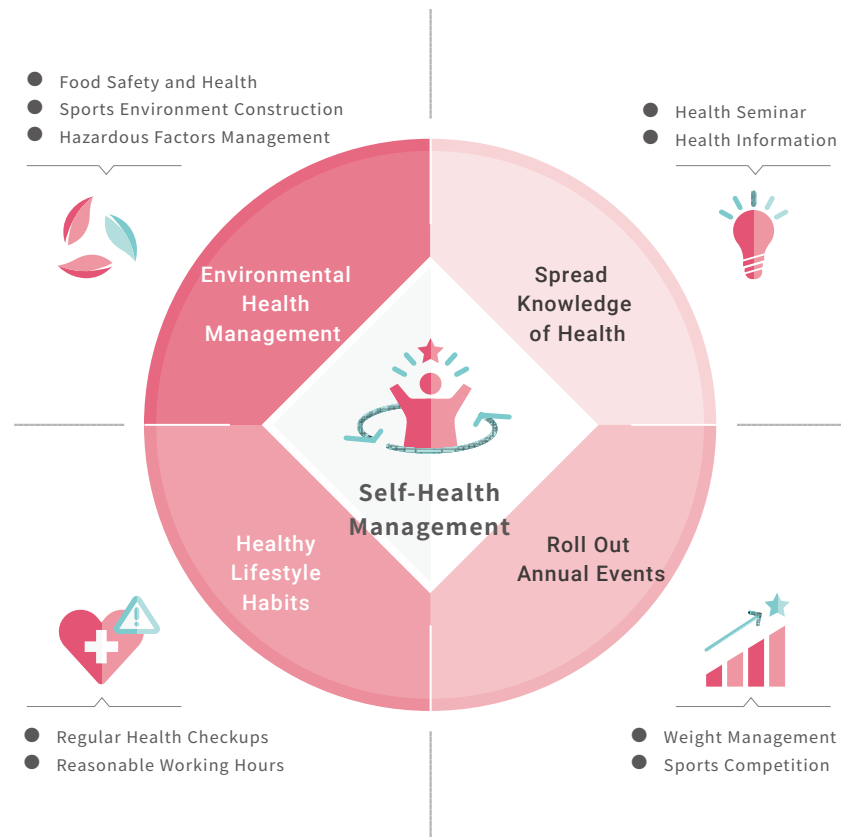 Food Safety and Health
Sports Environment Construction
Hazardous Factors Management
Health Seminar
Health Information
Environmental
Health
Management
Spread
Knowledge
of Health
Self-Health
Management
Healthy
Lifestyle
Habits
Roll Out
Annual Events
Regular Health Checkups
Reasonable Working Hours
Weight Management
Sports Competition